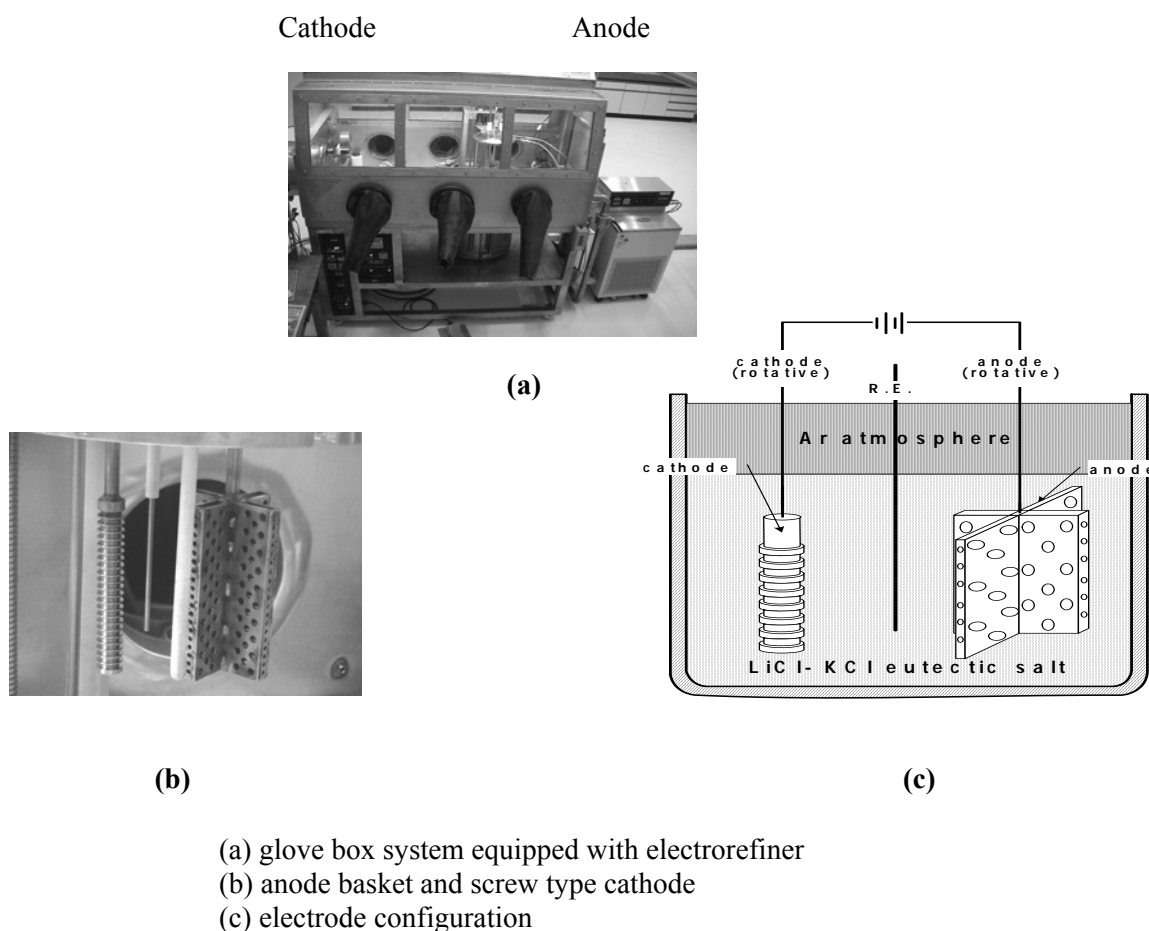 Cathode Anode
(a)
cathode
(rotative)
anode
(rotative)
R.E.
Ar atmosphere
cathode
anode
LiCl-KCl eutectic salt
(b)
(c)
(a) glove box system equipped with electrorefiner
(b) anode basket and screw type cathode
(c) electrode configuration